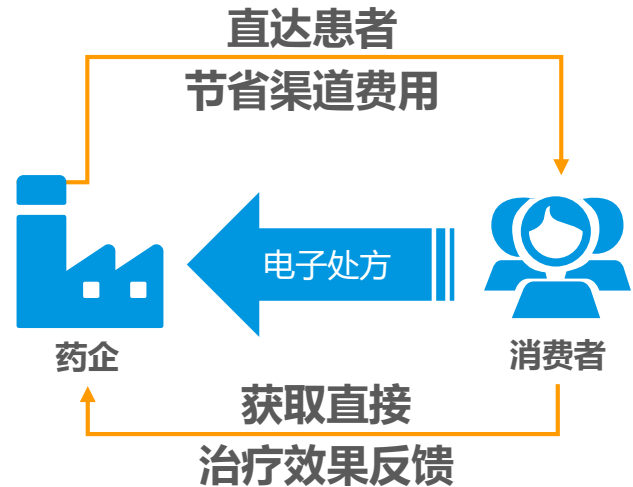 直达患者
节省渠道费用
电子处方
药企
消费者
获取直接
治疗效果反馈